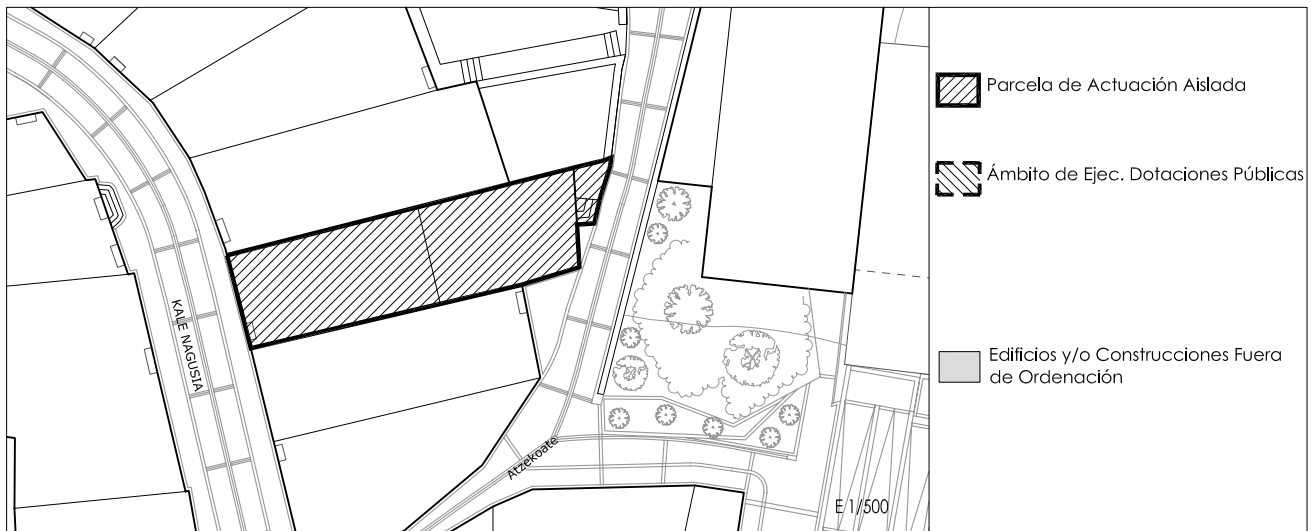 KALE NAGUSIA
Atzekoate
E 1/500
Parcela de Actuación Aislada
Ámbito de Ejec. Dotaciones Públicas
Edificios y/o Construcciones Fuera
de Ordenación